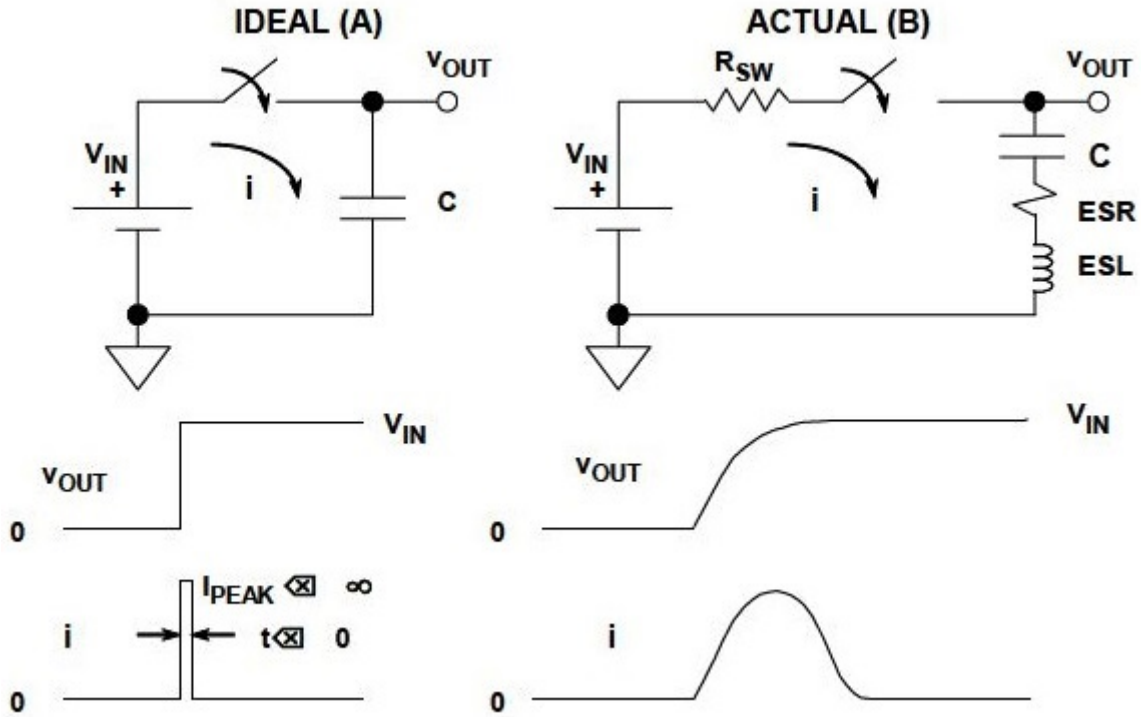 IDEAL (A)
vOUT
VIN
+
i
C
ACTUAL (B)
RSW
vOUT
VIN
+
i
C
ESR
ESL
VIN
vOUT
0
IPEAK ⌫ ∞
i
t⌫ 0
0
VIN
vOUT
0
i
0